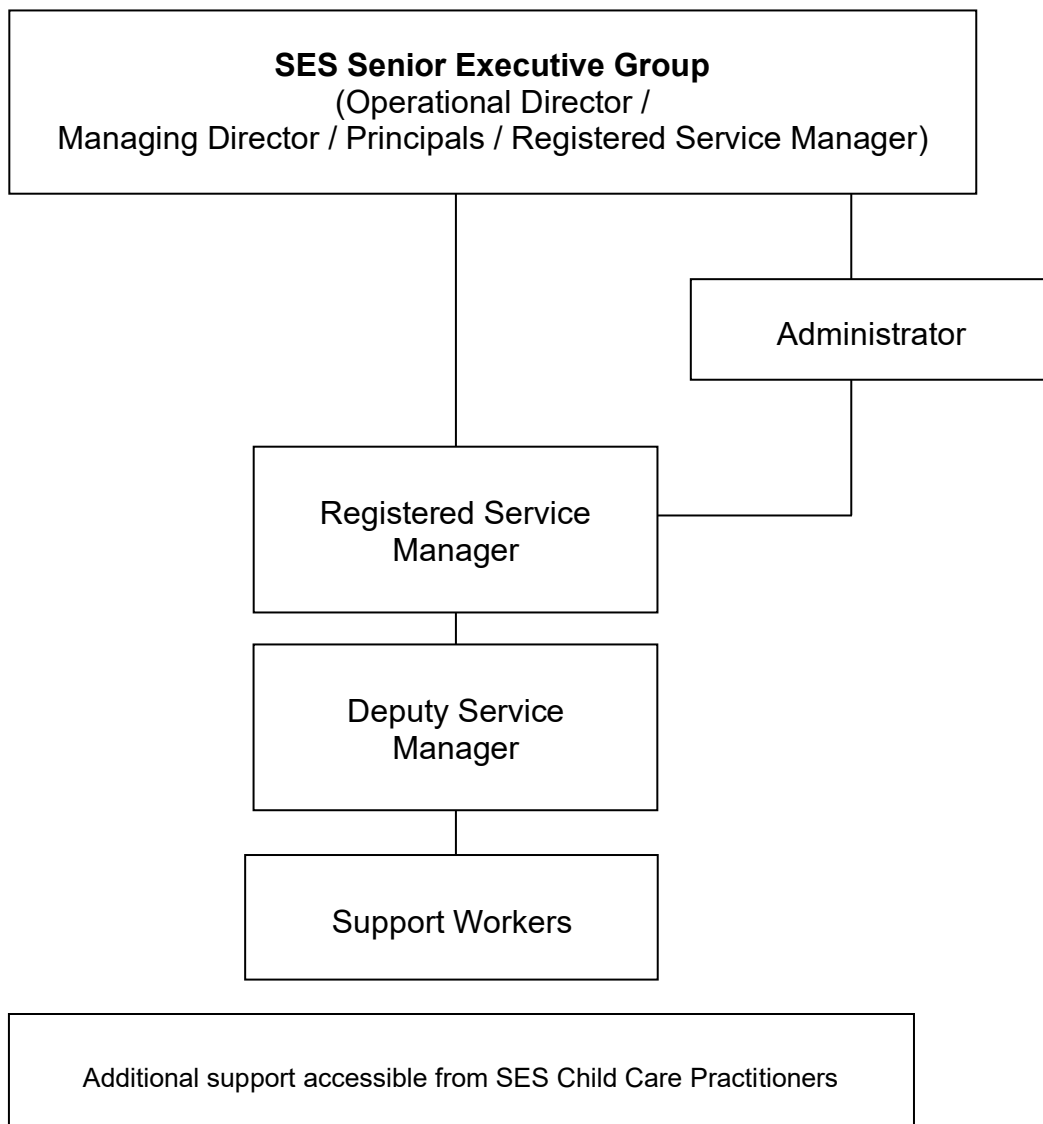 SES Senior Executive Group
(Operational Director /
Managing Director / Principals / Registered Service Manager)
Administrator
Registered Service
Manager
Deputy Service
Manager
Support Workers
Additional support accessible from SES Child Care Practitioners